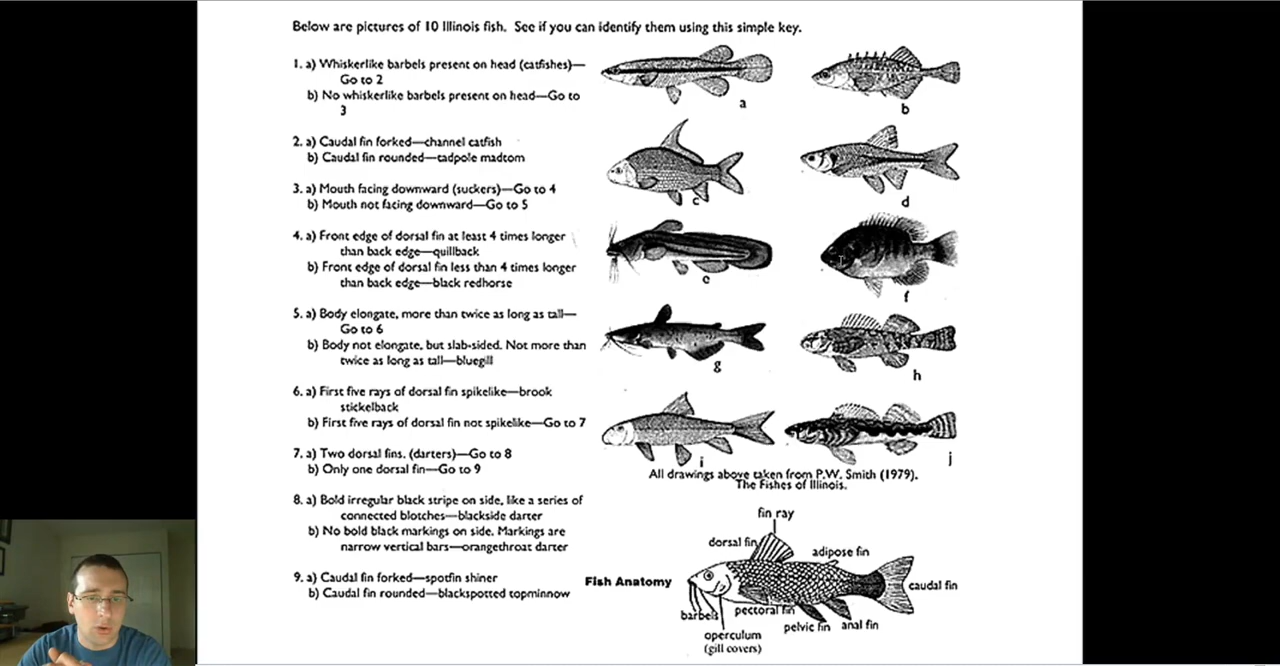 Below are pictures of 10 Illinois fish. See if you can identify them using this simple key.
1. a) Whiskerlike barbels present on head (catfishes)—
Go to 2
b) No whiskerlike barbels present on head—Go to
3
2. a) Caudal fin forked—channel catfish
b) Caudal fin rounded—tadpole madtom
3. a) Mouth facing downward (suckers)—Go to 4
b) Mouth not facing downward—Go to 5
4. a) Front edge of dorsal fin at least 4 times longer
than back edge—quillback
b) Front edge of dorsal fin less than 4 times longer
than back edge—black redhorse
5. a) Body elongate, more than twice as long as tall—
Go to 6
b) Body not elongate, but slab-sided. Not more than
twice as long as tall—bluegill
6. a) First five rays of dorsal fin spikelike—brook
stickelback
b) First five rays of dorsal fin not spikelike—Go to 7
7. a) Two dorsal fins. (darters)—Go to 8
b) Only one dorsal fin—Go to 9
8. a) Bold irregular black stripe on side, like a series of
connected blotches—blackside darter
b) No bold black markings on side. Markings are
narrow vertical bars—orangethroat darter
9. a) Caudal fin forked—spotfin shiner
b) Caudal fin rounded—blackspotted topminnow
a
b
c
d
e
f
g
h
i
j
All drawings above taken from P.W. Smith (1979).
The Fishes of Illinois.
fin ray
dorsal fin
adipose fin
Fish Anatomy
caudal fin
barbels
pectoral fin
pelvic fin
anal fin
operculum
(gill covers)